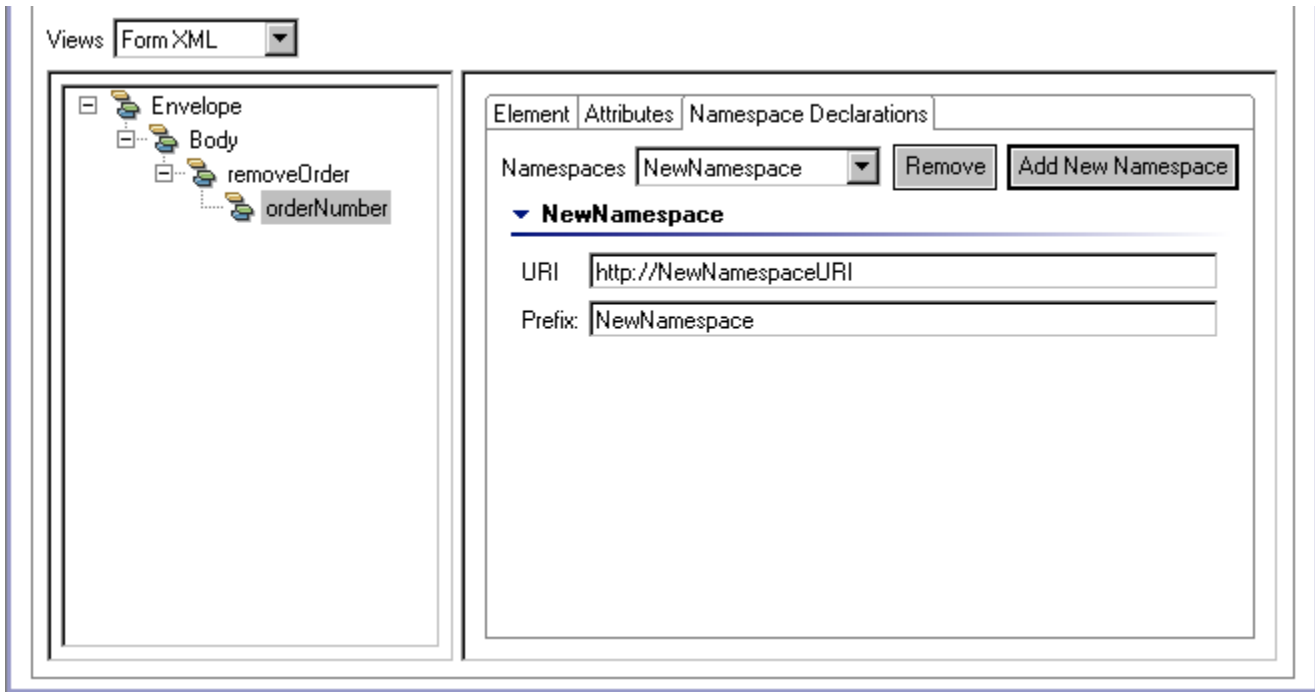 Views Form XML
Envelope
Body
removeOrder
orderNumber
Element Attributes Namespace Declarations
Namespaces NewNamespace Remove Add New Namespace
NewNamespace
URI http://NewNamespaceURI
Prefix: NewNamespace